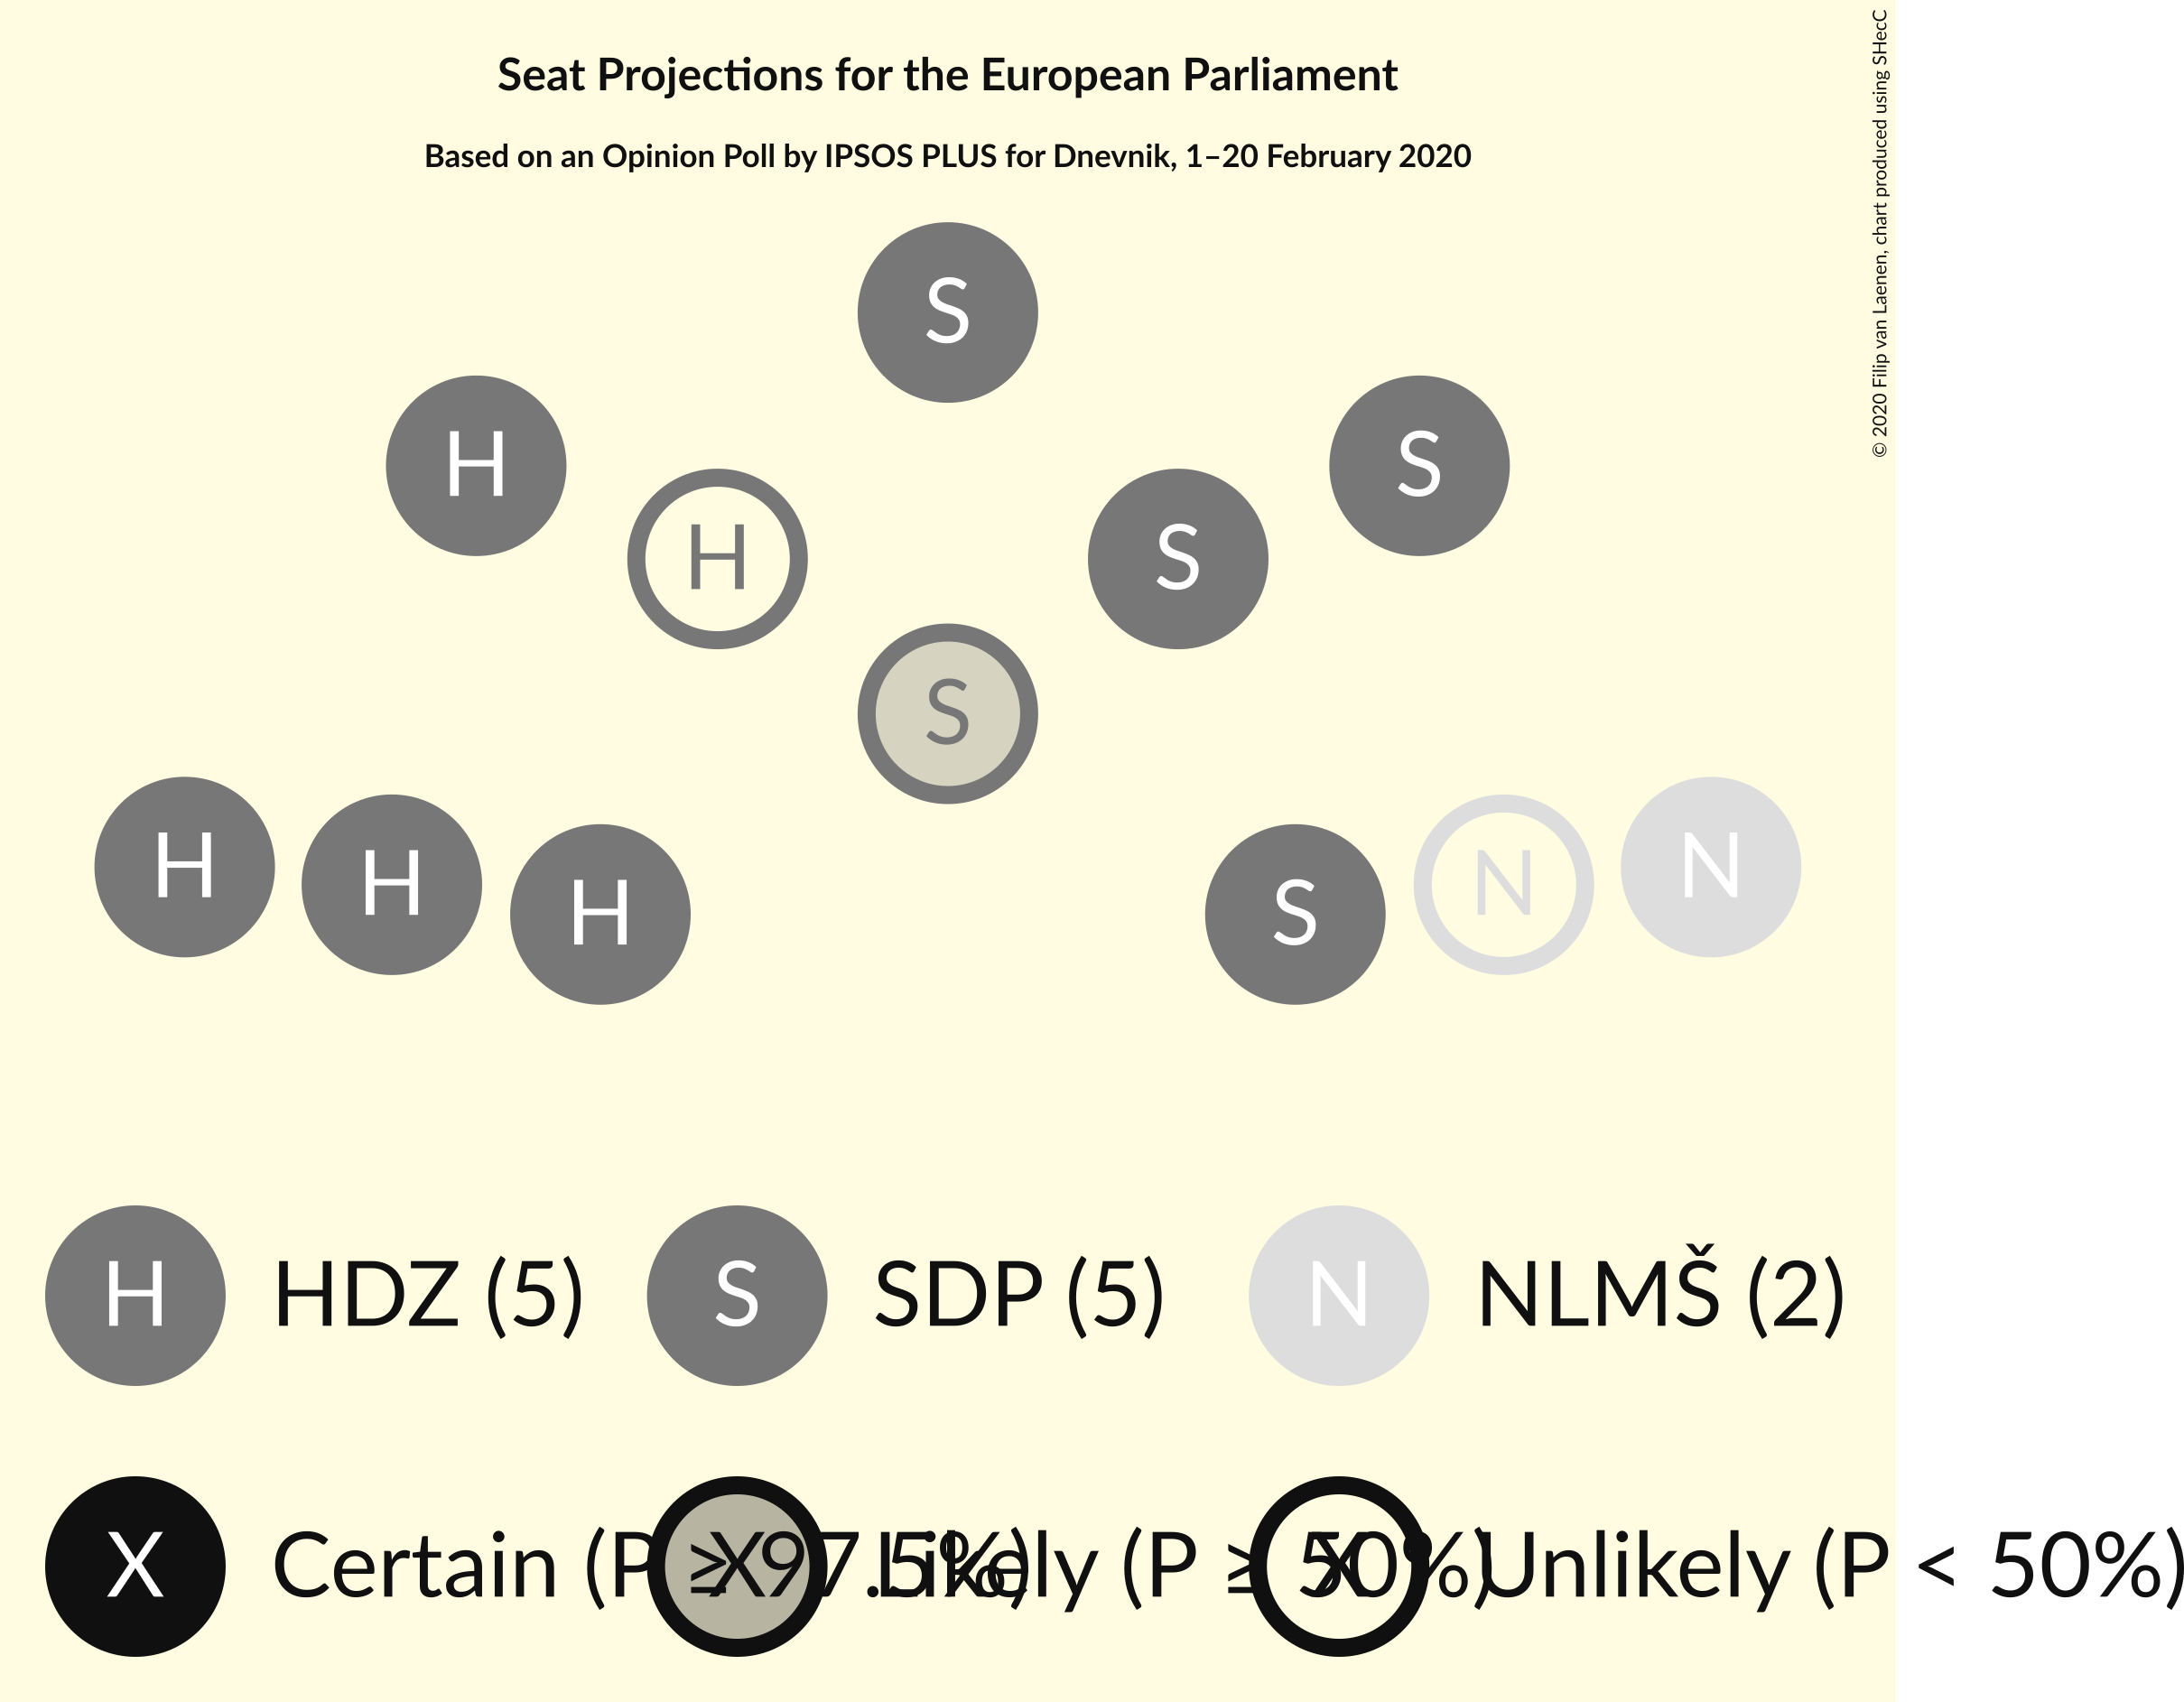 Seat Projections for the European Parliament
Based on an Opinion Poll by IPSOS PLUS for Dnevnik, 1–20 February 2020
© 2020 Filip van Laenen, chart produced using SHecC
S
H
S
H
S
S
H
H
H
S
N
N
H HDZ (5) S SDP (5) N NLMŠ (2)
X Certain (P ≥ 97.5%) X Likely (P ≥ 50%) X Unlikely (P < 50%)